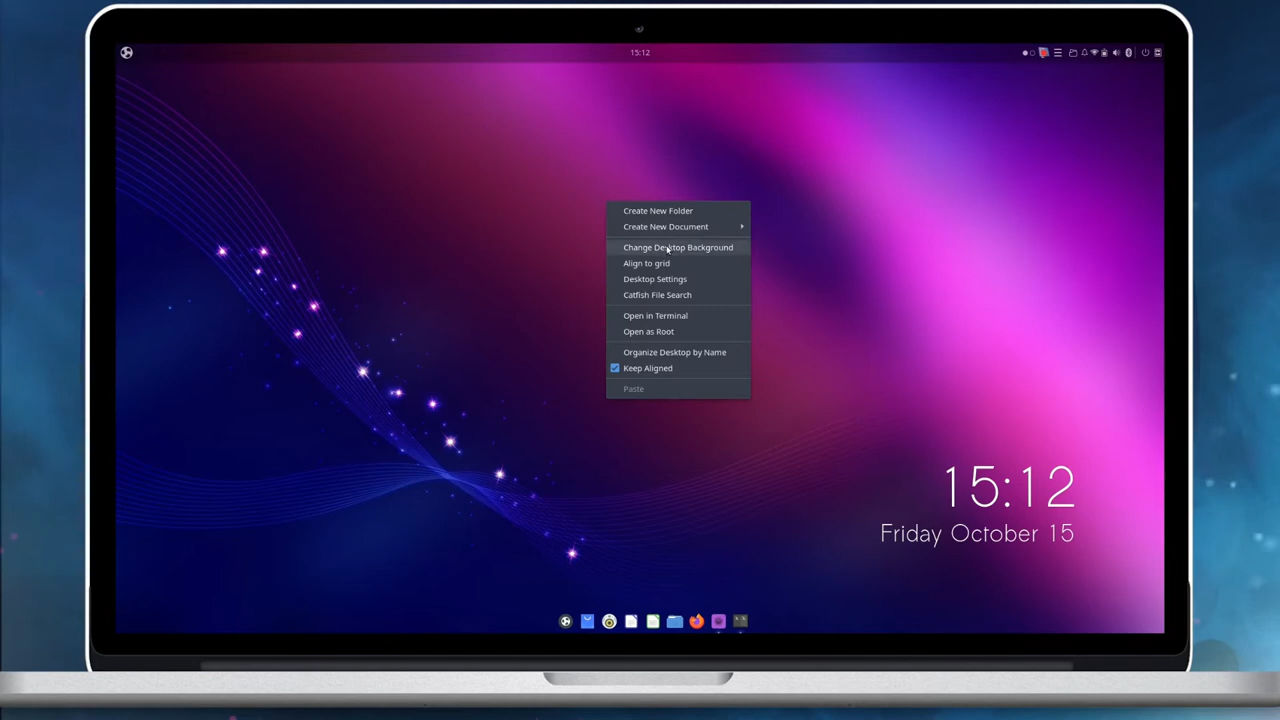 15:12
Create New Folder
Create New Document
Change Desktop Background
Align to grid
Desktop Settings
Catfish File Search
Open in Terminal
Open as Root
Organize Desktop by Name
Keep Aligned
Paste
15:12
Friday October 15